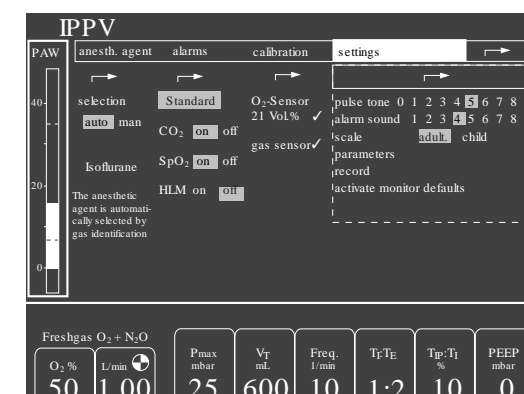 IPPV
PAW
anesth. agent alarms calibration settings
selection
auto man
Isoflurane
The anesthetic
agent is automati-
cally selected by
gas identification
Standard
CO₂ on off
SpO₂ on off
HLM on off
O₂-Sensor
21 Vol.% ✓
gas sensor✓
pulse tone 0 1 2 3 4 5 6 7 8
alarm sound 1 2 3 4 5 6 7 8
scale adult. child
parameters
record
activate monitor defaults
40
20
0
Freshgas O₂ + N₂O
O₂ %
50
L/min
1.00
Pmax
mbar
25
VT
mL
600
Freq.
1/min
10
TI:TE
1:2
TIP:TI
%
10
PEEP
mbar
0